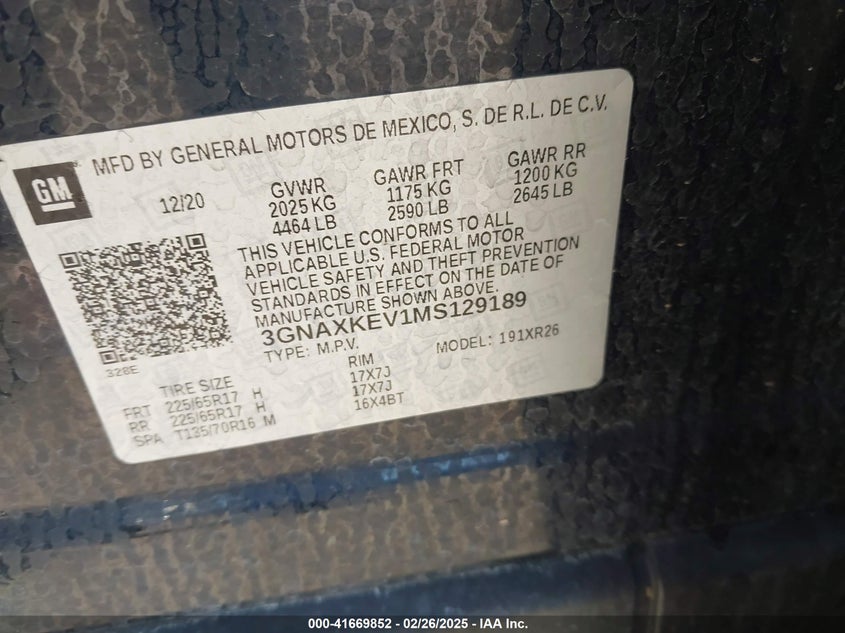 MFD BY GENERAL MOTORS DE MEXICO, S. DE R.L. DE C.V.
GM
12/20
GVWR
2025 KG
4464 LB
GAWR FRT
1175 KG
2590 LB
GAWR RR
1200 KG
2645 LB
THIS VEHICLE CONFORMS TO ALL
APPLICABLE U.S. FEDERAL MOTOR
VEHICLE SAFETY AND THEFT PREVENTION
STANDARDS IN EFFECT ON THE DATE OF
MANUFACTURE SHOWN ABOVE.
3GNAXKEV1MS129189
TYPE: M.P.V. MODEL: 191XR26
328E
TIRE SIZE RIM
FRT 225/65R17 H 17X7J
RR 225/65R17 H 17X7J
SPA T135/70R16 M 16X4BT
000-41669852 / 02/26/2025 - IAA Inc.